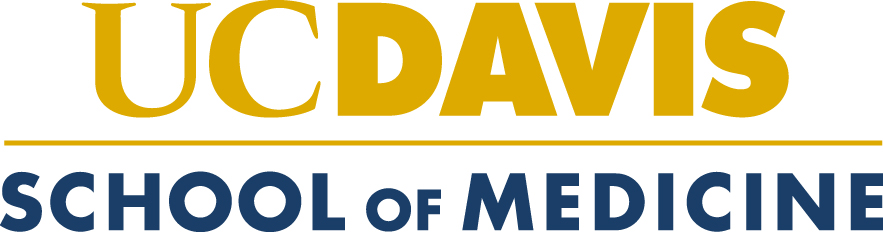 UCDAVIS
SCHOOL OF MEDICINE